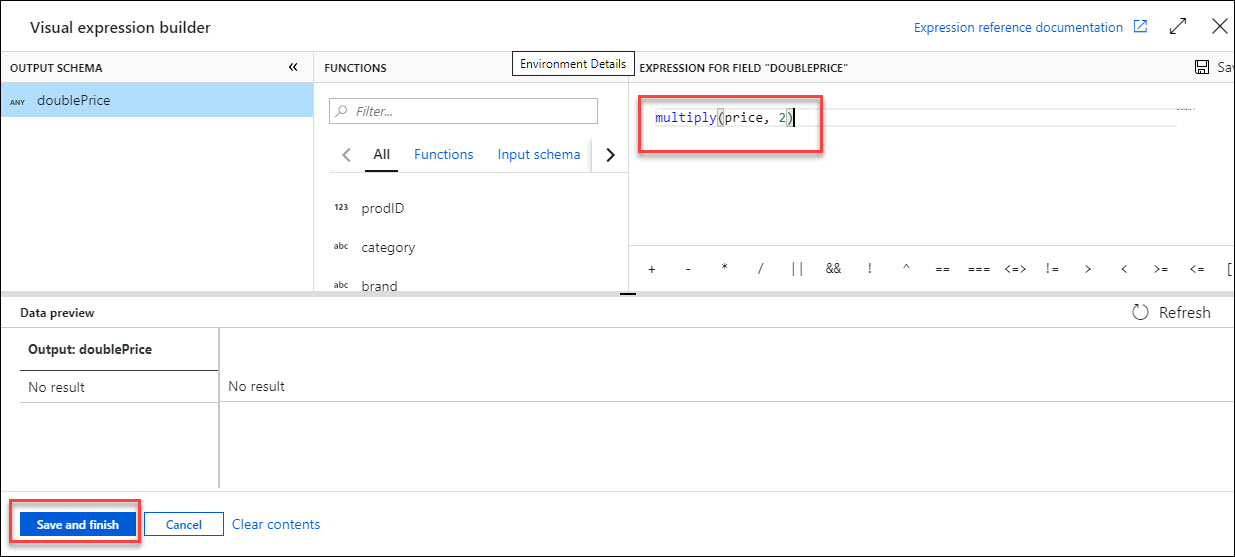 Visual expression builder
Expression reference documentation
OUTPUT SCHEMA «
FUNCTIONS
Environment Details
EXPRESSION FOR FIELD "DOUBLEPRICE"
ANY doublePrice
Filter...
multiply(price, 2)
All Functions Input schema
123 prodID
abc category
abc brand
+ - * / || && ! ^ == === <=> != > < >= <= [
Data preview
Refresh
Output: doublePrice
No result
No result
Save and finish
Cancel
Clear contents